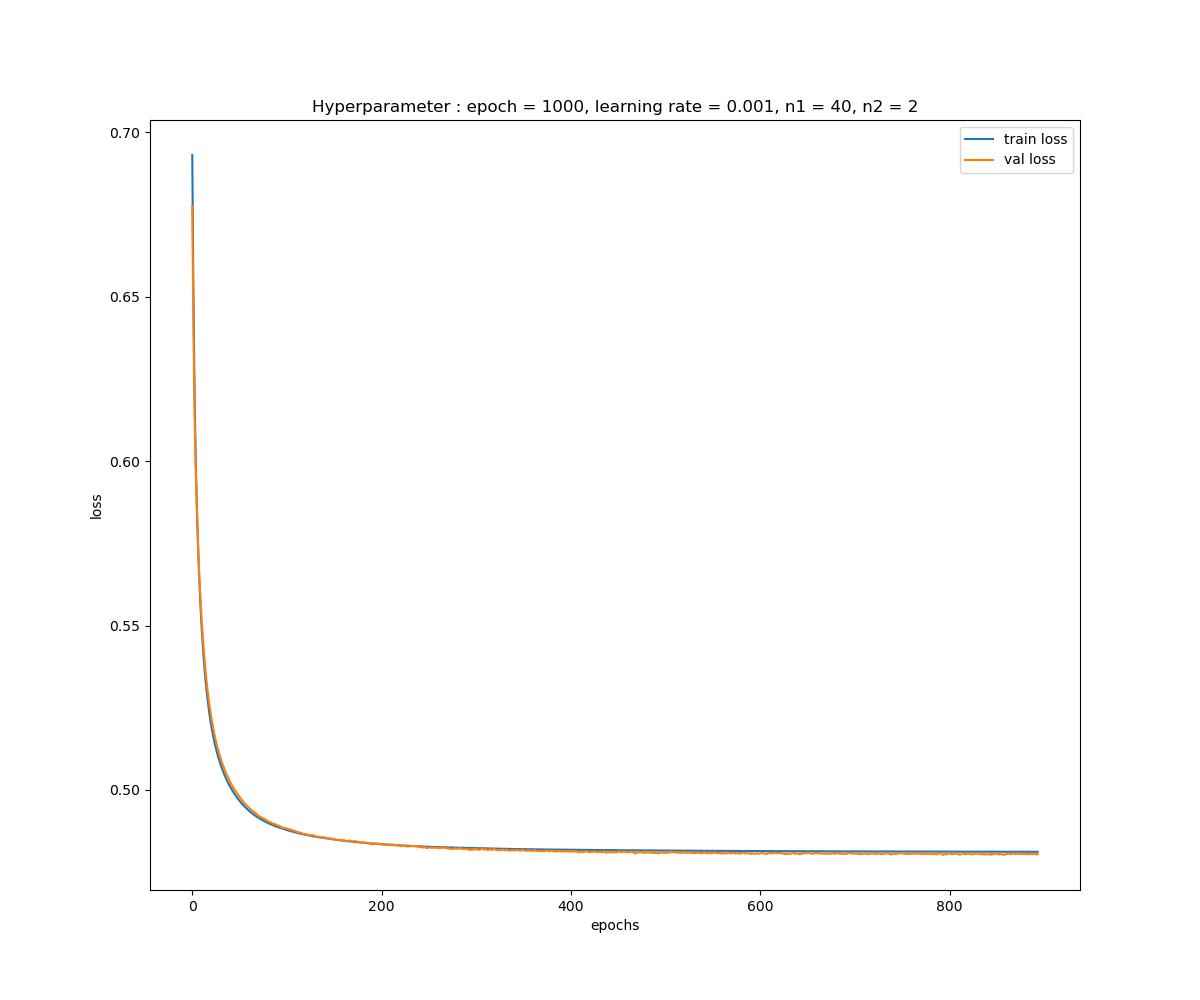 Hyperparameter : epoch = 1000, learning rate = 0.001, n1 = 40, n2 = 2
train loss
val loss
0.70
0.65
0.60
0.55
0.50
loss
0
200
400
600
800
epochs